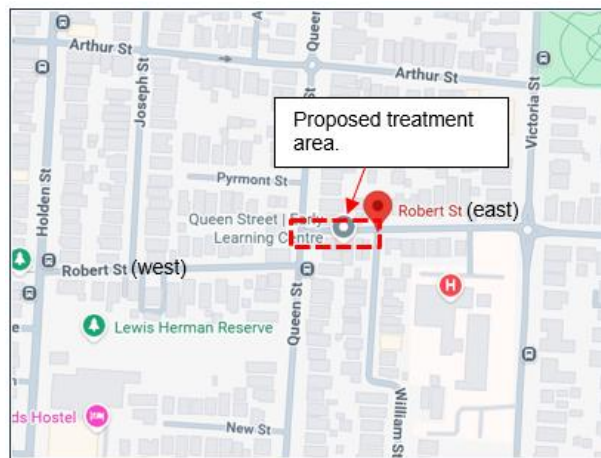 Arthur St
Joseph St
A
Queen
Arthur St
Victoria St
Holden St
Proposed treatment
area.
St
Pyrmont St
Queen Street | Early
Learning Centre
Robert St (east)
Robert St (west)
H
Lewis Herman Reserve
Queen St
William St
ds Hostel
New St